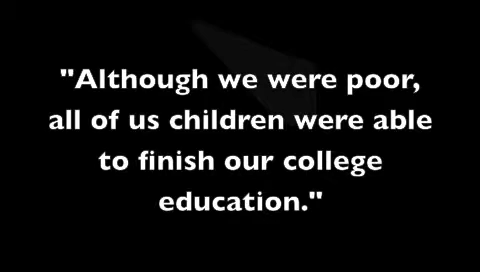 "Although we were poor,
all of us children were able
to finish our college
education."